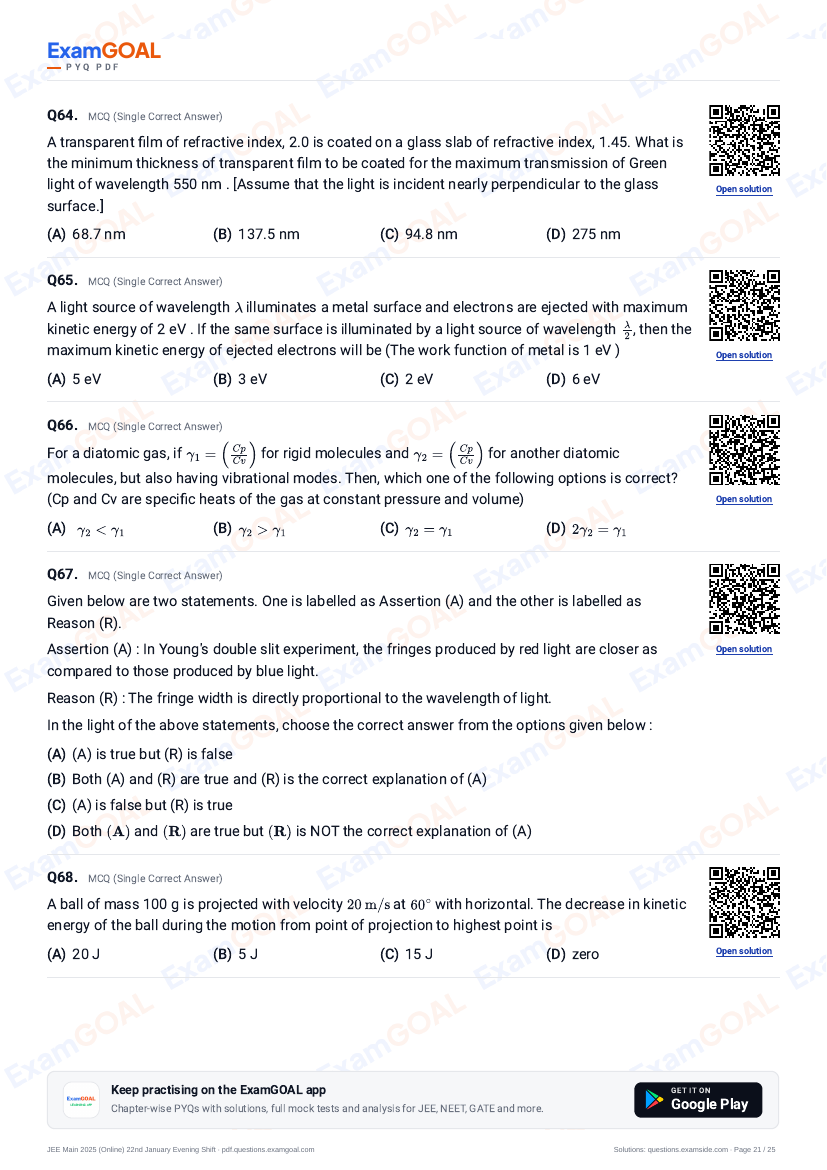 ExamGOAL
PYQ PDF
Q64. MCQ (Single Correct Answer)
A transparent film of refractive index, 2.0 is coated on a glass slab of refractive index, 1.45. What is
the minimum thickness of transparent film to be coated for the maximum transmission of Green
light of wavelength 550 nm . [Assume that the light is incident nearly perpendicular to the glass
surface.]
Open solution
(A) 68.7 nm (B) 137.5 nm (C) 94.8 nm (D) 275 nm
Q65. MCQ (Single Correct Answer)
A light source of wavelength λ illuminates a metal surface and electrons are ejected with maximum
kinetic energy of 2 eV . If the same surface is illuminated by a light source of wavelength λ/2, then the
maximum kinetic energy of ejected electrons will be (The work function of metal is 1 eV )
Open solution
(A) 5 eV (B) 3 eV (C) 2 eV (D) 6 eV
Q66. MCQ (Single Correct Answer)
For a diatomic gas, if γ₁ = (Cp/Cv) for rigid molecules and γ₂ = (Cp/Cv) for another diatomic
molecules, but also having vibrational modes. Then, which one of the following options is correct?
(Cp and Cv are specific heats of the gas at constant pressure and volume)
Open solution
(A) γ₂ < γ₁ (B) γ₂ > γ₁ (C) γ₂ = γ₁ (D) 2γ₂ = γ₁
Q67. MCQ (Single Correct Answer)
Given below are two statements. One is labelled as Assertion (A) and the other is labelled as
Reason (R).
Open solution
Assertion (A) : In Young's double slit experiment, the fringes produced by red light are closer as
compared to those produced by blue light.
Reason (R) : The fringe width is directly proportional to the wavelength of light.
In the light of the above statements, choose the correct answer from the options given below :
(A) (A) is true but (R) is false
(B) Both (A) and (R) are true and (R) is the correct explanation of (A)
(C) (A) is false but (R) is true
(D) Both (A) and (R) are true but (R) is NOT the correct explanation of (A)
Q68. MCQ (Single Correct Answer)
A ball of mass 100 g is projected with velocity 20 m/s at 60° with horizontal. The decrease in kinetic
energy of the ball during the motion from point of projection to highest point is
Open solution
(A) 20 J (B) 5 J (C) 15 J (D) zero
ExamGOAL
Keep practising on the ExamGOAL app
Chapter-wise PYQs with solutions, full mock tests and analysis for JEE, NEET, GATE and more.
GET IT ON
Google Play
JEE Main 2025 (Online) 22nd January Evening Shift · pdf.questions.examgoal.com
Solutions: questions.examside.com · Page 21 / 25